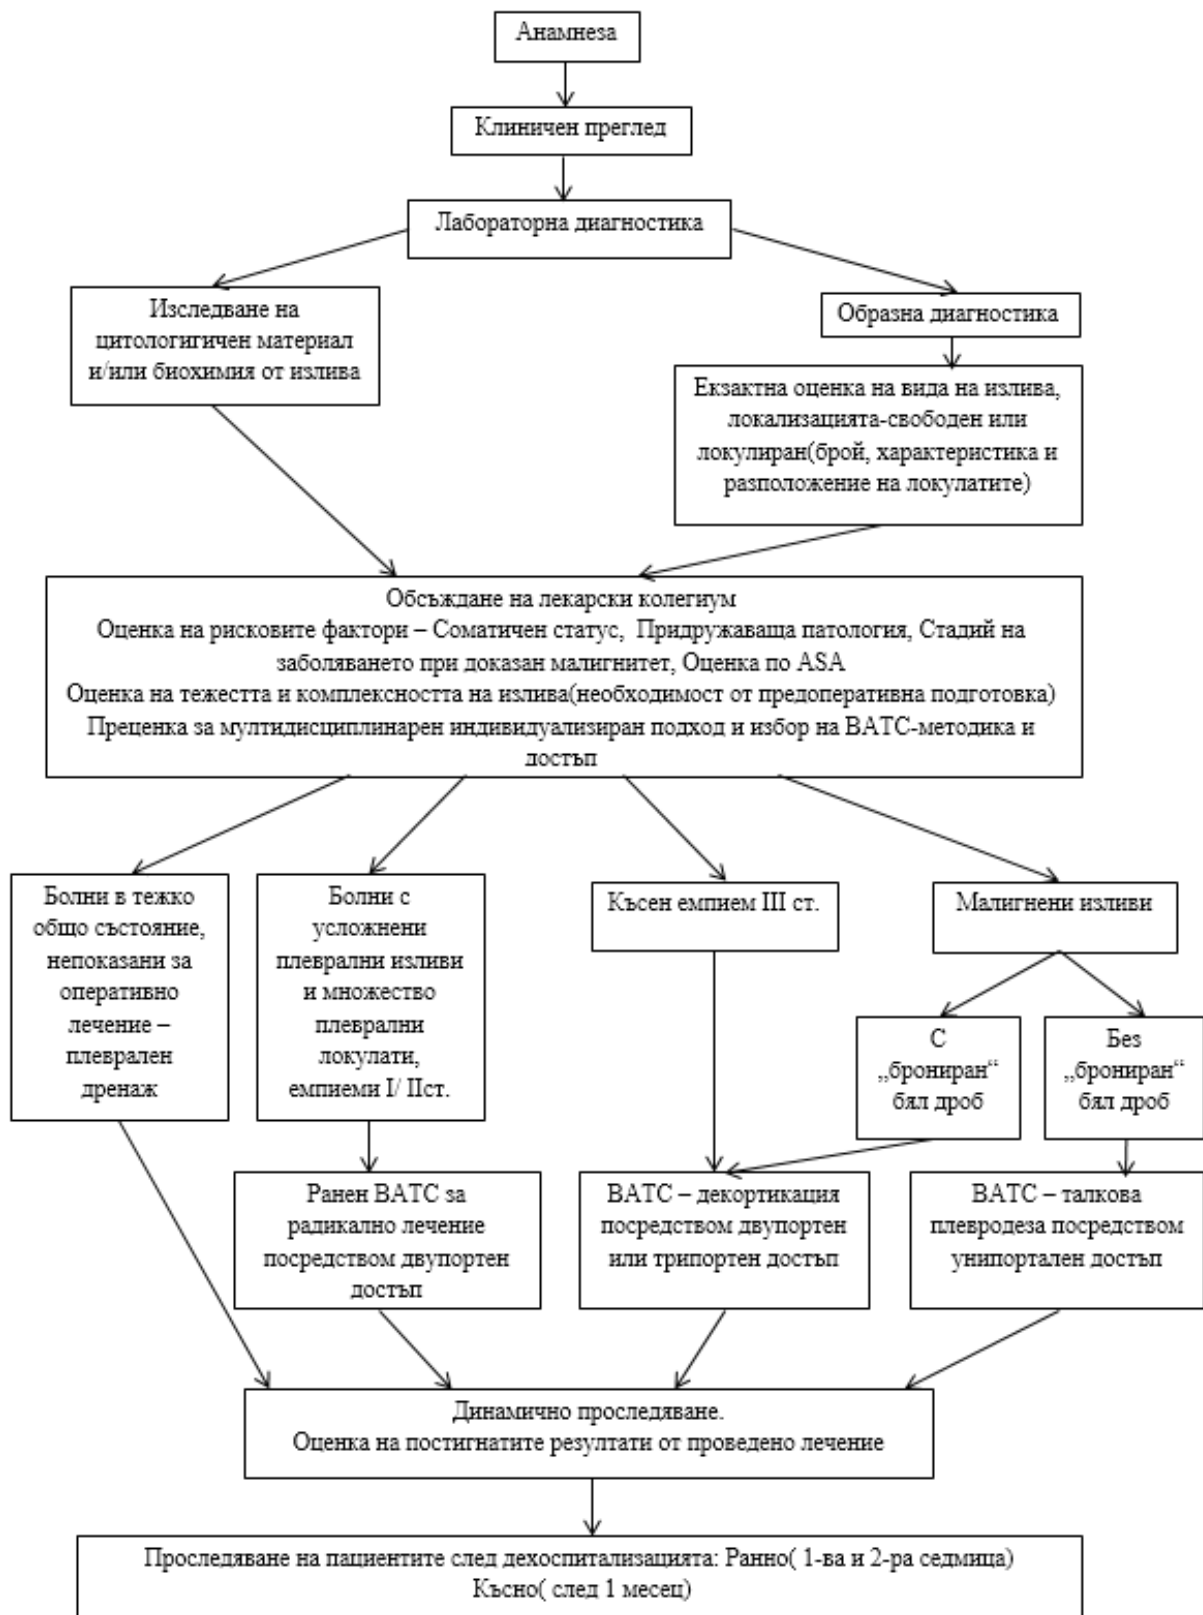 Анамнеза
Клиничен преглед
Лабораторна диагностика
Изследване на
цитологигичен материал
и/или биохимия от излива
Образна диагностика
Екзактна оценка на вида на излива,
локализацията-свободен или
локулиран(брой, характеристика и
разположение на локулатите)
Обсъждане на лекарски колегиум
Оценка на рисковите фактори – Соматичен статус, Придружаваща патология, Стадий на
заболяването при доказан малигнитет, Оценка по ASA
Оценка на тежестта и комплексността на излива(необходимост от предоперативна подготовка)
Преценка за мултидисциплинарен индивидуализиран подход и избор на ВАТС-методика и
достъп
Болни в тежко
общо състояние,
непоказани за
оперативно
лечение –
плеврален
дренаж
Болни с
усложнени
плеврални изливи
и множество
плеврални
локулати,
емпиеми I/ IIст.
Късен емпием III ст.
Малигнени изливи
С
„брониран“
бял дроб
Без
„брониран“
бял дроб
Ранен ВАТС за
радикално лечение
посредством двупортен
достъп
ВАТС – декортикация
посредством двупортен
или трипортен достъп
ВАТС – талкова
плевродеза посредством
унипортален достъп
Динамично проследяване.
Оценка на постигнатите резултати от проведено лечение
Проследяване на пациентите след дехоспитализацията: Ранно( 1-ва и 2-ра седмица)
Късно( след 1 месец)